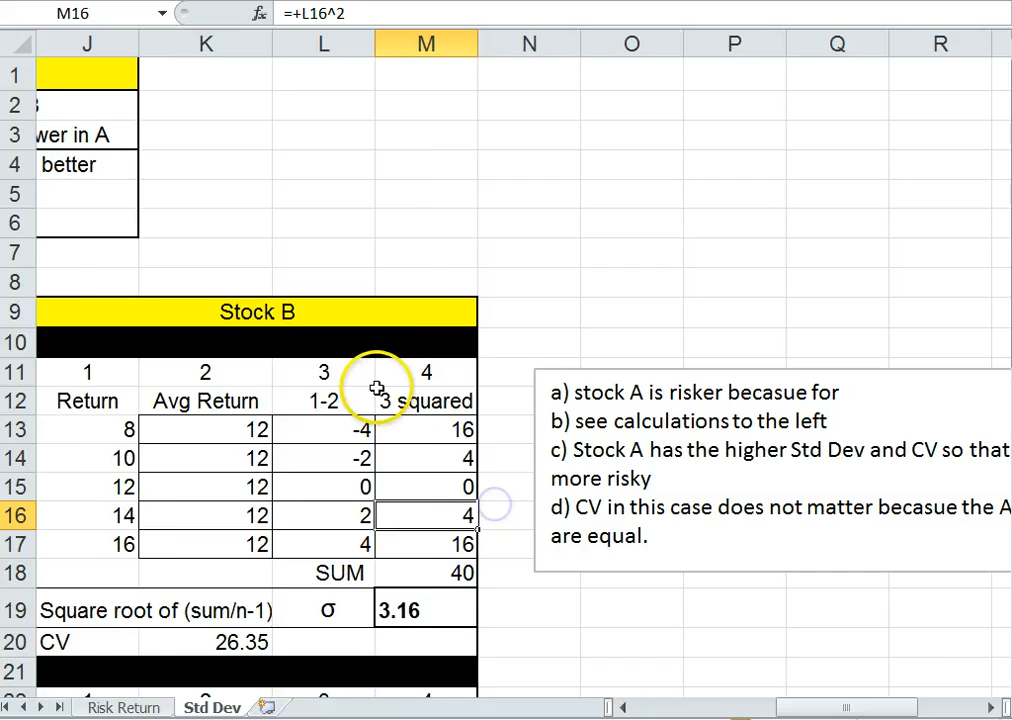 M16 fx =+L16^2
J K L M N O P Q R
1
2
3 wer in A
4 better
5
6
7
8
9 Stock B
10
11 1 2 3 4
12 Return Avg Return 1-2 3 squared
13 8 12 -4 16
14 10 12 -2 4
15 12 12 0 0
16 14 12 2 4
17 16 12 4 16
18 SUM 40
19 Square root of (sum/n-1) σ 3.16
20 CV 26.35
21
1 2 3 4
a) stock A is risker becasue for
b) see calculations to the left
c) Stock A has the higher Std Dev and CV so that
more risky
d) CV in this case does not matter becasue the A
are equal.
Risk Return Std Dev